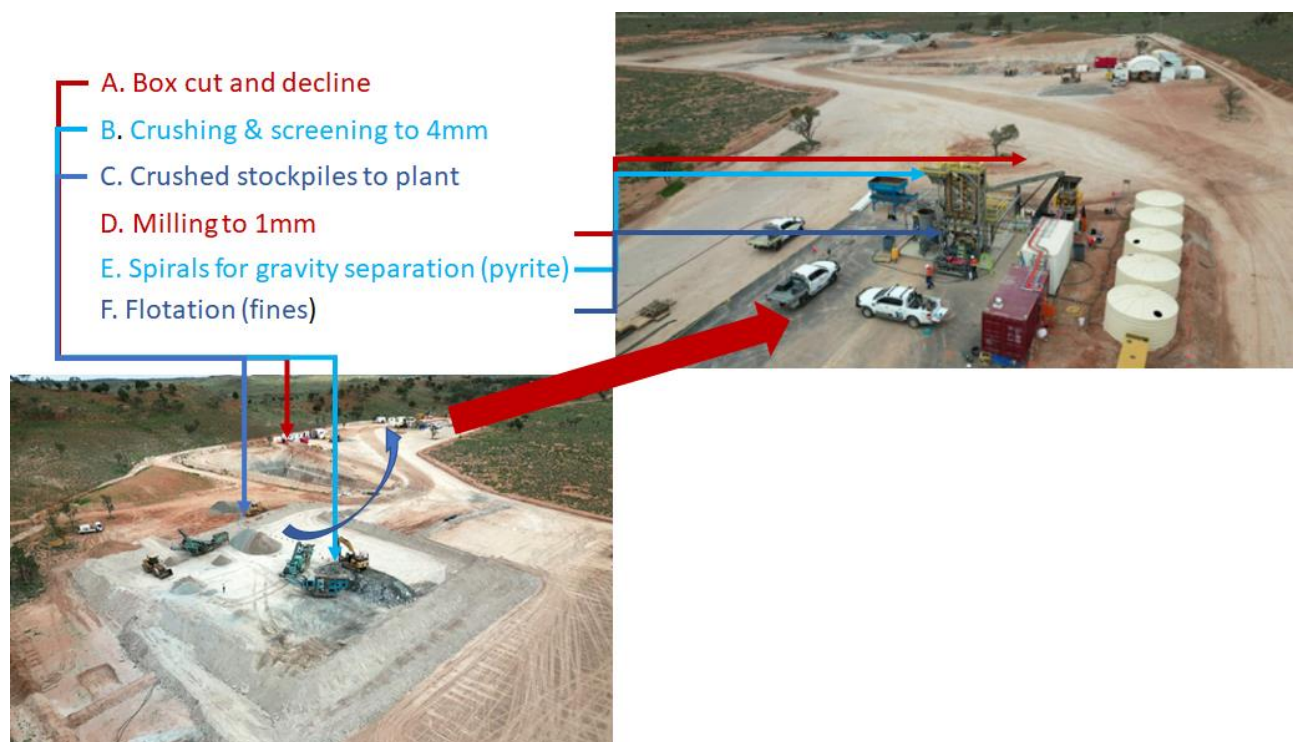 A. Box cut and decline
B. Crushing & screening to 4mm
C. Crushed stockpiles to plant
D. Milling to 1mm
E. Spirals for gravity separation (pyrite)
F. Flotation (fines)